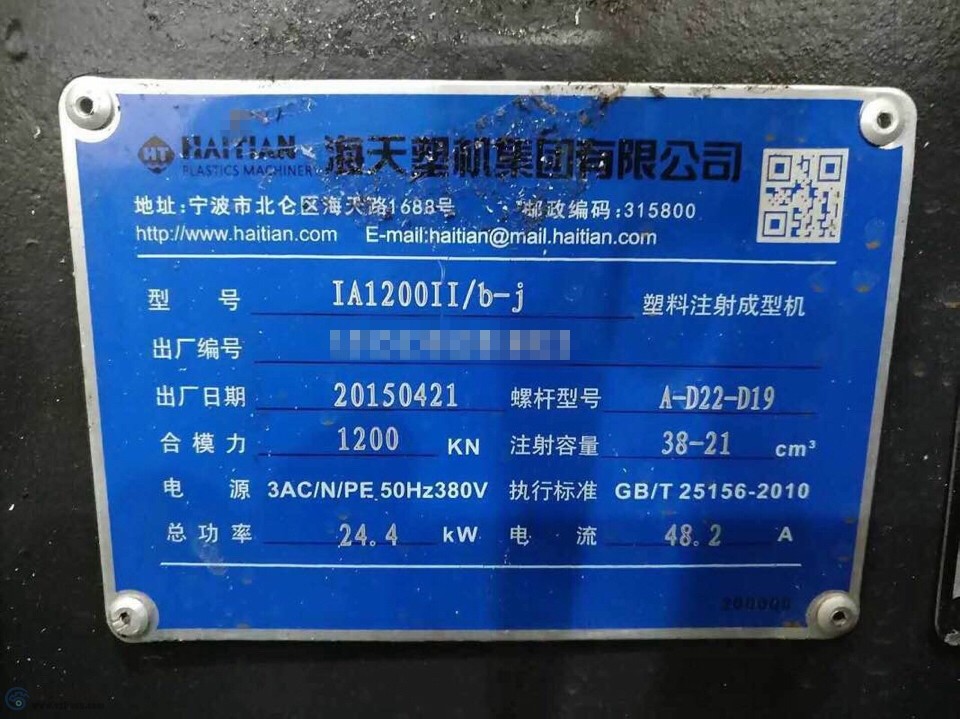 HT HAITIAN 海天塑机集团有限公司
PLASTICS MACHINERY
地址:宁波市北仑区海天路1688号 邮政编码:315800
http://www.haitian.com E-mail:haitian@mail.haitian.com
型 号 IA1200II/b-j 塑料注射成型机
出厂编号
出厂日期 20150421 螺杆型号 A-D22-D19
合模力 1200 KN 注射容量 38-21 cm³
电 源 3AC/N/PE 50Hz380V 执行标准 GB/T 25156-2010
总功率 24.4 kW 电 流 48.2 A